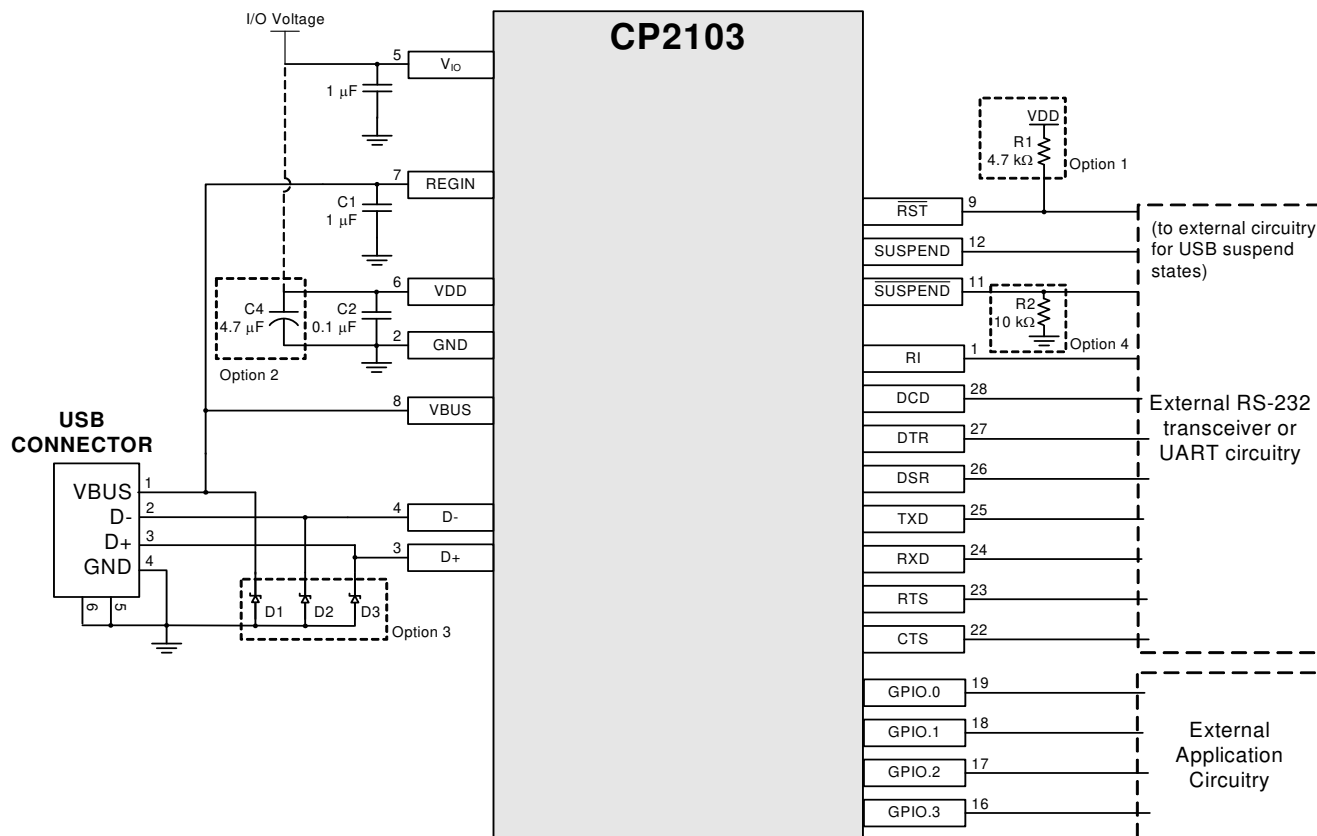 I/O Voltage
CP2103
5
VIO
1 μF
7
REGIN
C1
1 μF
6
VDD
C4
4.7 μF
C2
0.1 μF
2
GND
Option 2
8
VBUS
USB
CONNECTOR
VBUS
1
D-
2
D+
3
GND
4
6
5
4
D-
3
D+
D1
D2
D3
Option 3
VDD
R1
4.7 kΩ
Option 1
RST
9
SUSPEND
12
SUSPEND
11
(to external circuitry
for USB suspend
states)
R2
10 kΩ
Option 4
RI
1
DCD
28
DTR
27
DSR
26
TXD
25
RXD
24
RTS
23
CTS
22
External RS-232
transceiver or
UART circuitry
GPIO.0
19
GPIO.1
18
GPIO.2
17
GPIO.3
16
External
Application
Circuitry